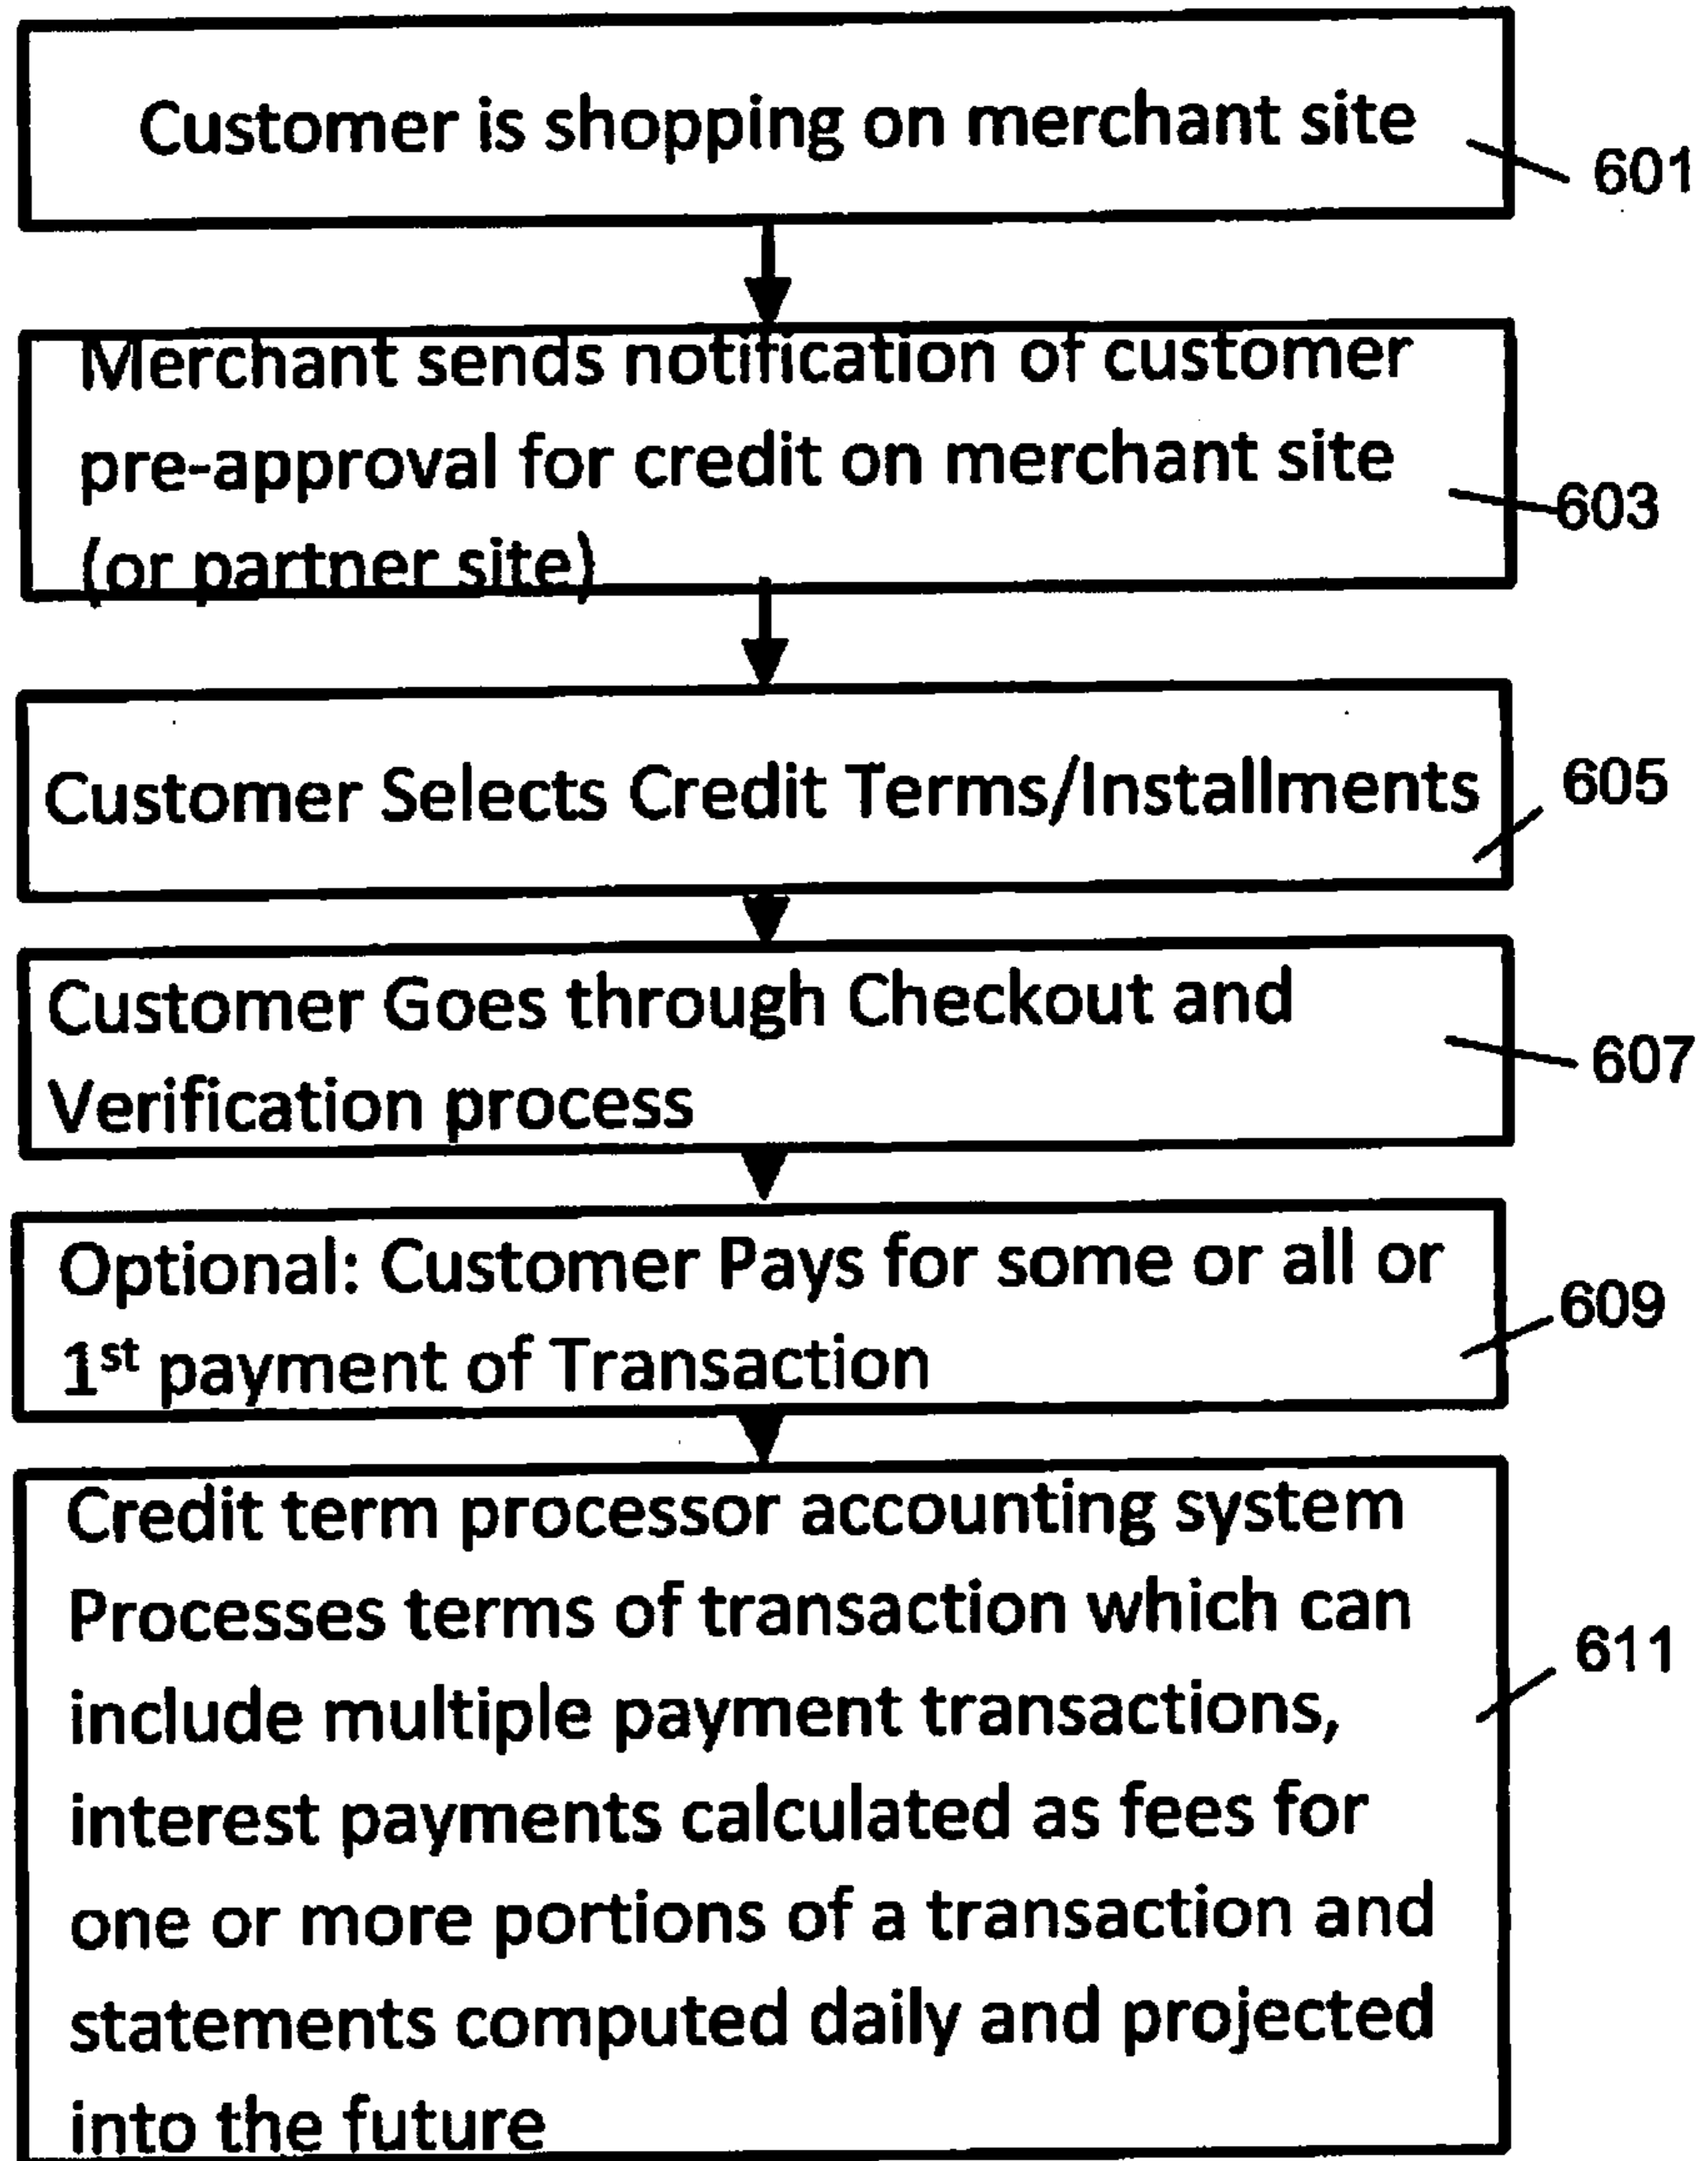 Customer is shopping on merchant site
601
Merchant sends notification of customer
pre-approval for credit on merchant site
603
(or partner site)
Customer Selects Credit Terms/Installments
605
Customer Goes through Checkout and
607
Verification process
Optional: Customer Pays for some or all or
609
1st payment of Transaction
Credit term processor accounting system
Processes terms of transaction which can
611
include multiple payment transactions,
interest payments calculated as fees for
one or more portions of a transaction and
statements computed daily and projected
into the future